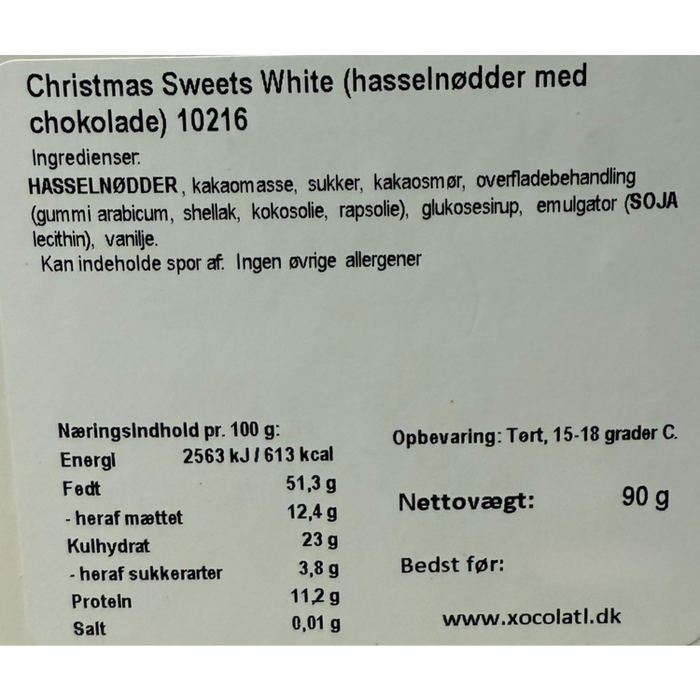 Christmas Sweets White (hasselnødder med
chokolade) 10216
Ingredienser:
HASSELNØDDER, kakaomasse, sukker, kakaosmør, overfladebehandling
(gummi arabicum, shellak, kokosolie, rapsolie), glukosesirup, emulgator (SOJA
lecithin), vanilje.
Kan indeholde spor af: Ingen øvrige allergener
Næringsindhold pr. 100 g:
Energi 2563 kJ / 613 kcal
Fedt 51,3 g
- heraf mættet 12,4 g
Kulhydrat 23 g
- heraf sukkerarter 3,8 g
Protein 11,2 g
Salt 0,01 g
Opbevaring: Tørt, 15-18 grader C.
Nettovægt: 90 g
Bedst før:
www.xocolatl.dk